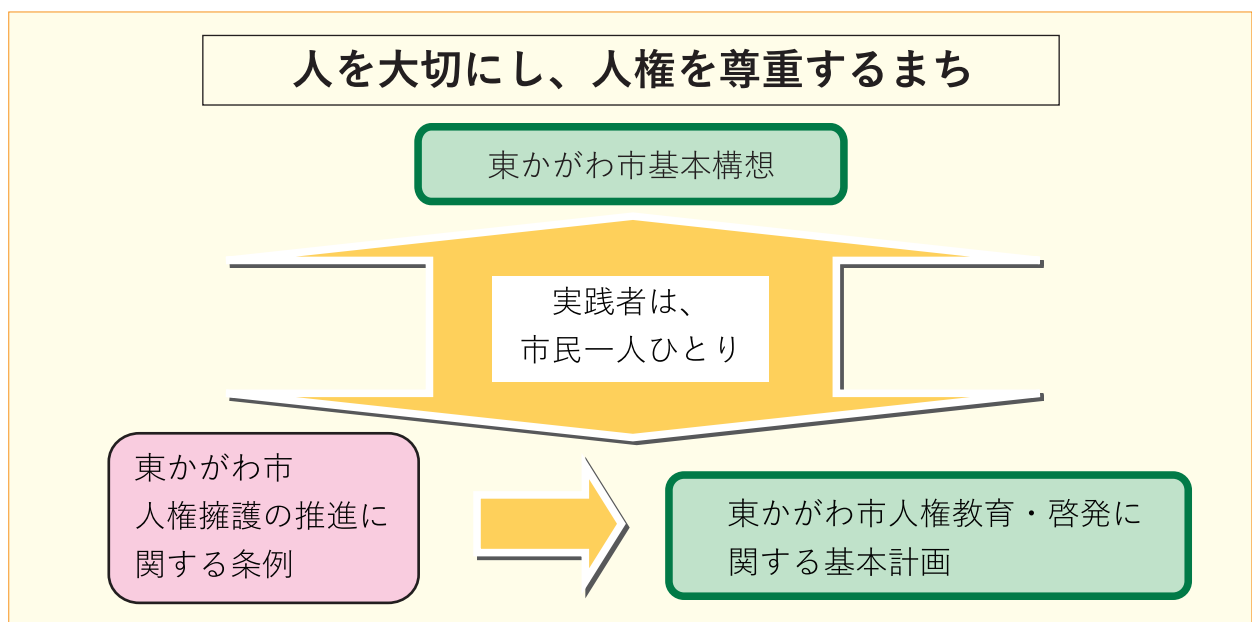 人を大切にし、人権を尊重するまち
東かがわ市基本構想
実践者は、
市民一人ひとり
東かがわ市
人権擁護の推進に
関する条例
東かがわ市人権教育・啓発に
関する基本計画